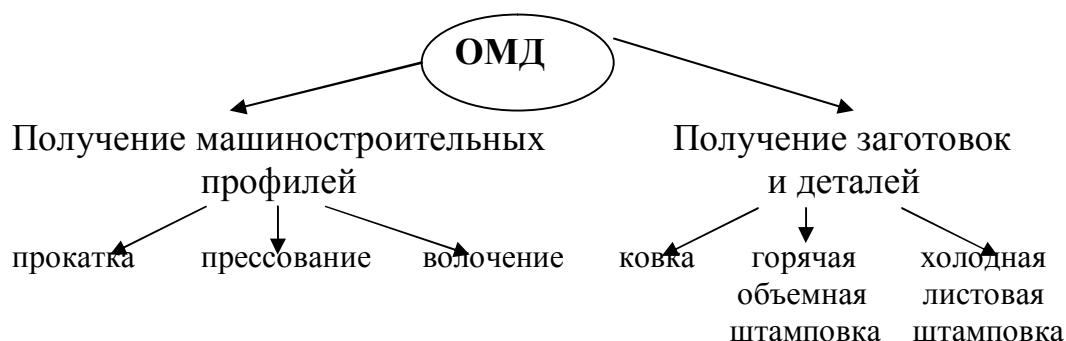 ОМД
Получение машиностроительных
профилей
Получение заготовок
и деталей
прокатка
прессование
волочение
ковка
горячая
объемная
штамповка
холодная
листовая
штамповка